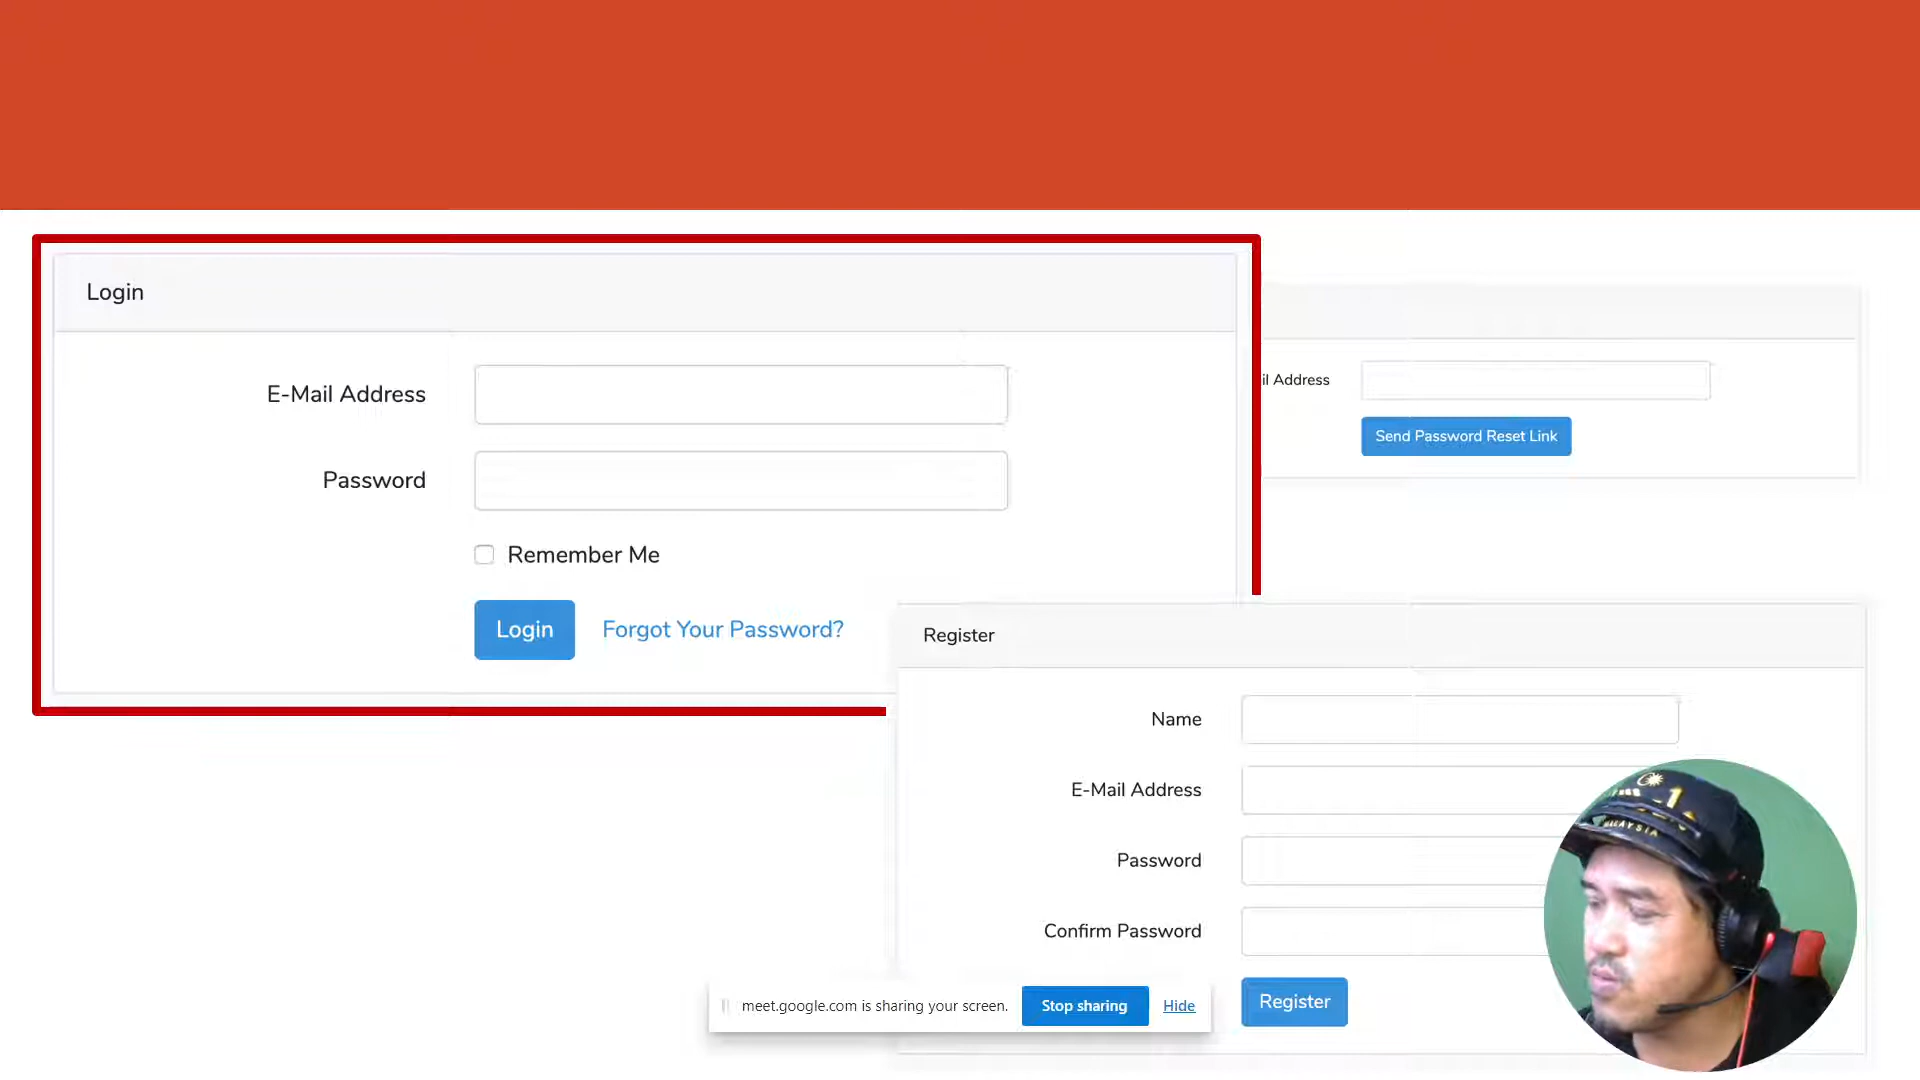 Login
E-Mail Address
Password
Remember Me
Login Forgot Your Password?
il Address
Send Password Reset Link
Register
Name
E-Mail Address
Password
Confirm Password
Register
meet.google.com is sharing your screen. Stop sharing Hide
MALAYSIA